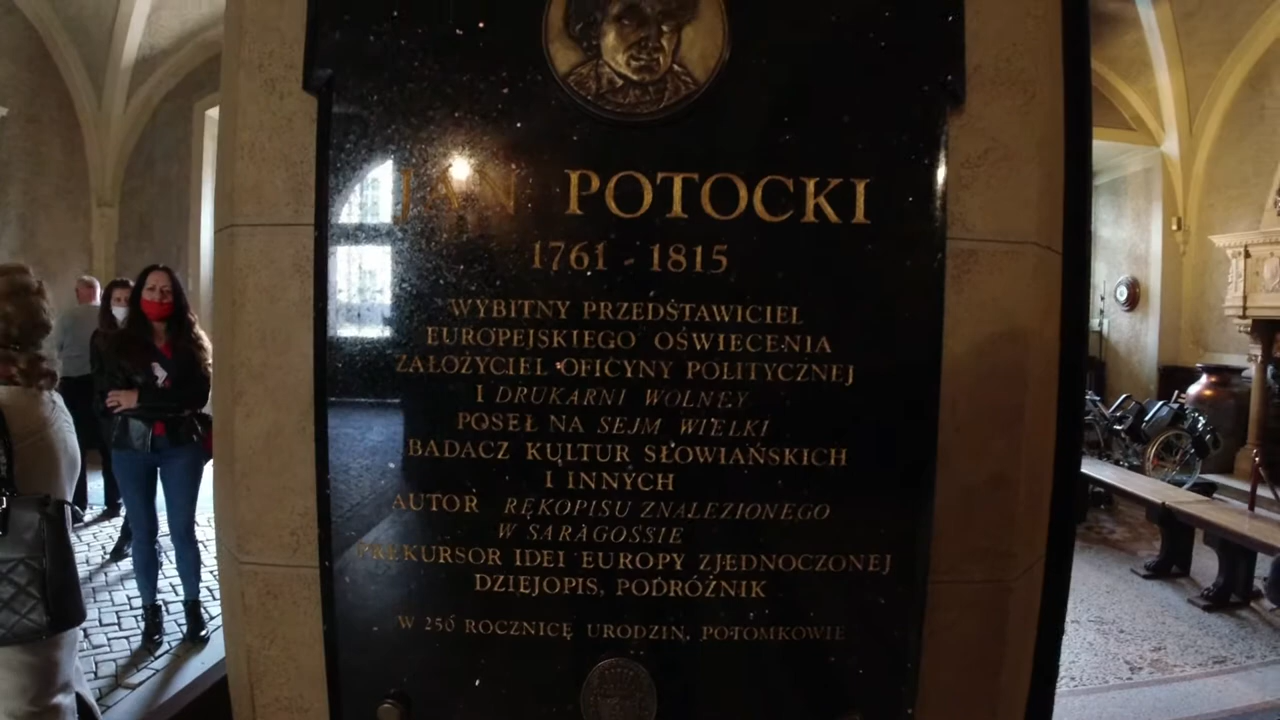 JAN POTOCKI
1761 - 1815
WYBITNY PRZEDSTAWICIEL
EUROPEJSKIEGO OŚWIECENIA
ZAŁOŻYCIEL OFICYNY POLITYCZNEJ
I DRUKARNI WOLNEY
POSEŁ NA SEJM WIELKI
BADACZ KULTUR SŁOWIAŃSKICH
I INNYCH
AUTOR RĘKOPISU ZNALEZIONEGO
W SARAGOSSIE
PREKURSOR IDEI EUROPY ZJEDNOCZONEJ
DZIEJOPIS, PODRÓŻNIK
W 250 ROCZNICĘ URODZIN, POTOMKOWIE